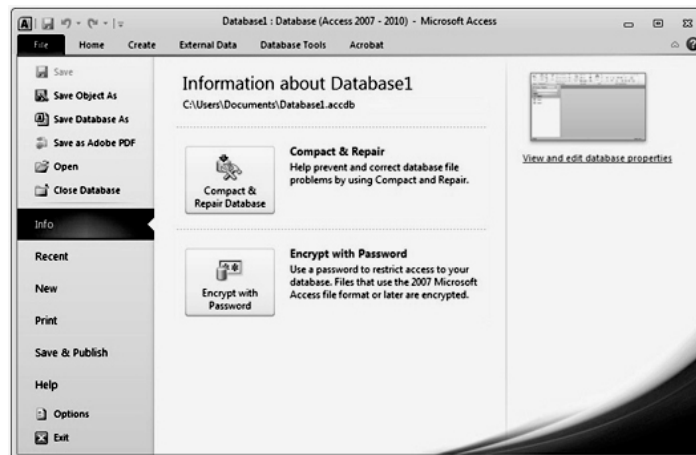 Database1 : Database (Access 2007 - 2010) - Microsoft Access
File Home Create External Data Database Tools Acrobat
Save
Save Object As
Save Database As
Save as Adobe PDF
Open
Close Database
Info
Recent
New
Print
Save & Publish
Help
Options
Exit
Information about Database1
C:\Users\Documents\Database1.accdb
Compact &
Repair Database
Compact & Repair
Help prevent and correct database file
problems by using Compact and Repair.
Encrypt with
Password
Encrypt with Password
Use a password to restrict access to your
database. Files that use the 2007 Microsoft
Access file format or later are encrypted.
View and edit database properties